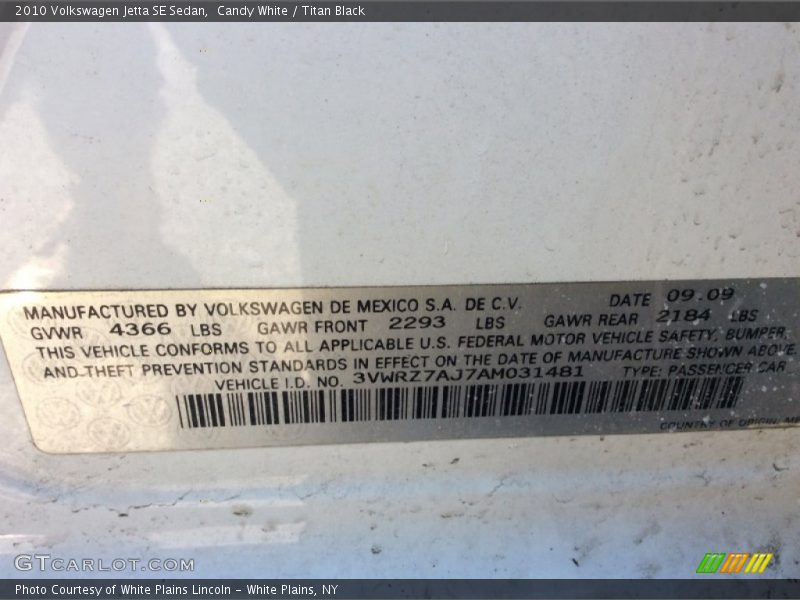 2010 Volkswagen Jetta SE Sedan,  Candy White / Titan Black
MANUFACTURED BY VOLKSWAGEN DE MEXICO S.A. DE C.V. DATE 09.09
GVWR 4366 LBS GAWR FRONT 2293 LBS GAWR REAR 2184 LBS
THIS VEHICLE CONFORMS TO ALL APPLICABLE U.S. FEDERAL MOTOR VEHICLE SAFETY, BUMPER,
AND THEFT PREVENTION STANDARDS IN EFFECT ON THE DATE OF MANUFACTURE SHOWN ABOVE.
VEHICLE I.D. NO. 3VWRZ7AJ7AM031481 TYPE: PASSENGER CAR
COUNTRY OF ORIGIN:
GTCARLOT.COM
Photo Courtesy of White Plains Lincoln - White Plains, NY